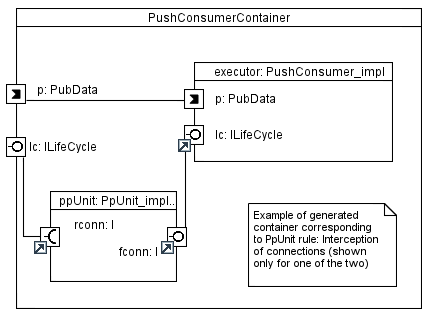 PushConsumerContainer
executor: PushConsumer_impl
p: PubData
p: PubData
lc: ILifeCycle
lc: ILifeCycle
ppUnit: PpUnit_impl..
rconn: I
fconn: I
Example of generated
container corresponding
to PpUnit rule: Interception
of connections (shown
only for one of the two)